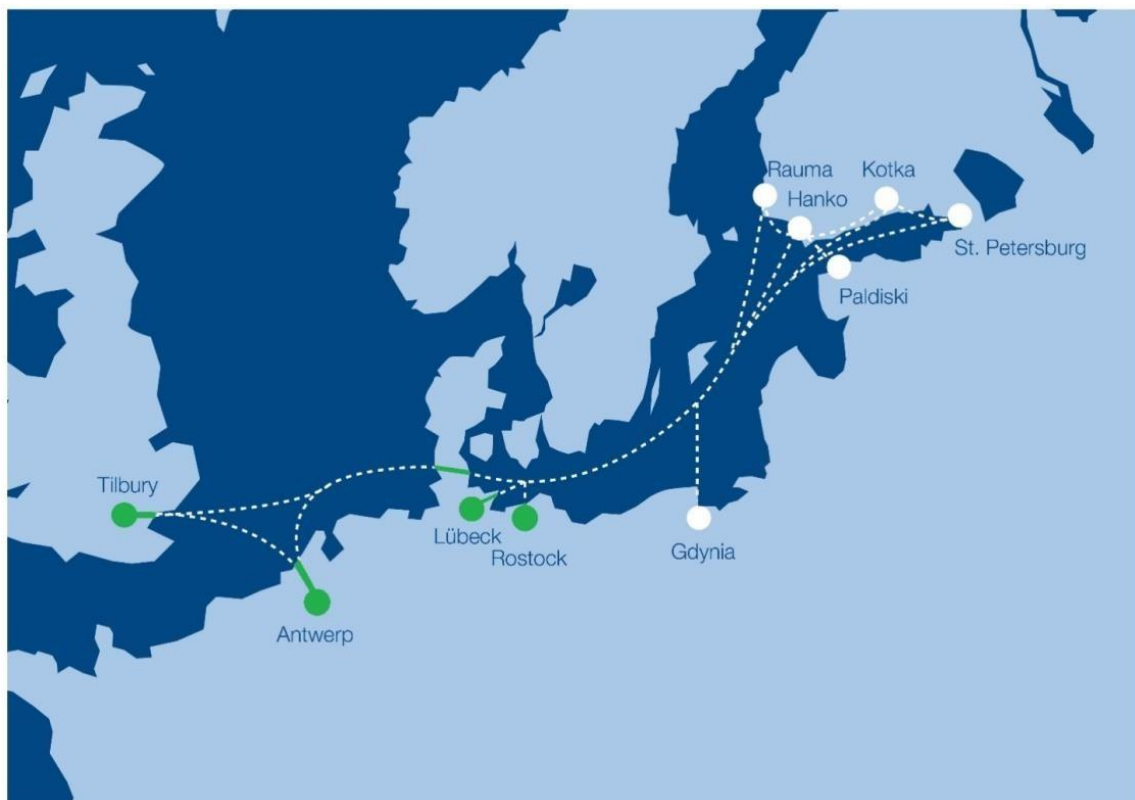 Rauma
Kotka
Hanko
St. Petersburg
Paldiski
Tilbury
Lübeck
Rostock
Gdynia
Antwerp